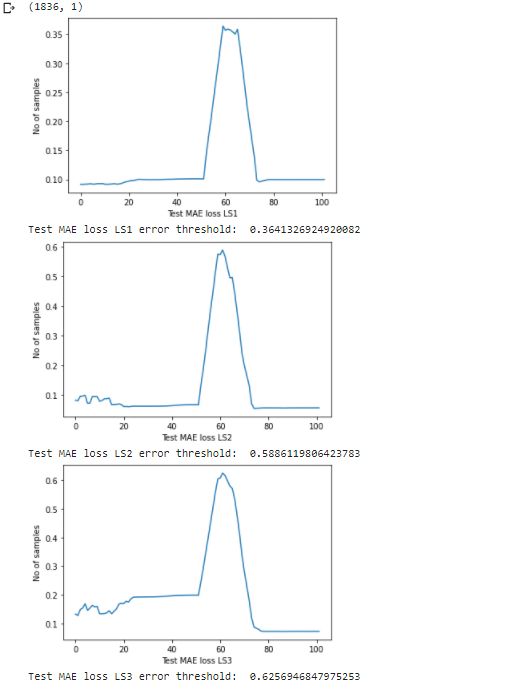 (1836, 1)
0.35
0.30
0.25
0.20
0.15
0.10
No of samples
0 20 40 60 80 100
Test MAE loss LS1
Test MAE loss LS1 error threshold: 0.3641326924920082
0.6
0.5
0.4
0.3
0.2
0.1
No of samples
0 20 40 60 80 100
Test MAE loss LS2
Test MAE loss LS2 error threshold: 0.5886119806423783
0.6
0.5
0.4
0.3
0.2
0.1
No of samples
0 20 40 60 80 100
Test MAE loss LS3
Test MAE loss LS3 error threshold: 0.6256946847975253